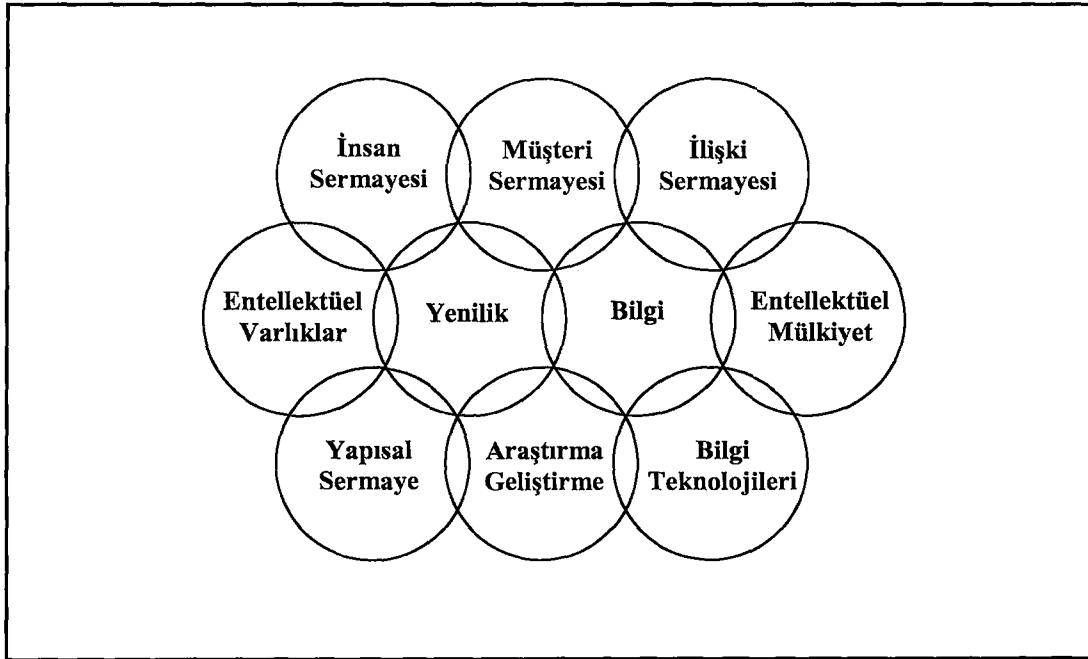 İnsan
Sermayesi
Müşteri
Sermayesi
İlişki
Sermayesi
Entellektüel
Varlıklar
Yenilik
Bilgi
Entellektüel
Mülkiyet
Yapısal
Sermaye
Araştırma
Geliştirme
Bilgi
Teknolojileri